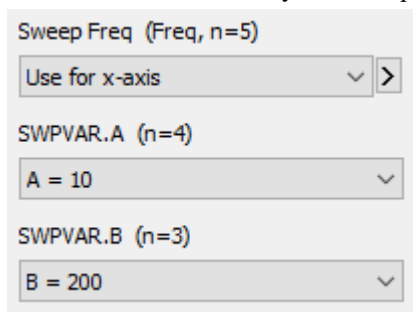 Sweep Freq (Freq, n=5)
Use for x-axis
SWPVAR.A (n=4)
A = 10
SWPVAR.B (n=3)
B = 200